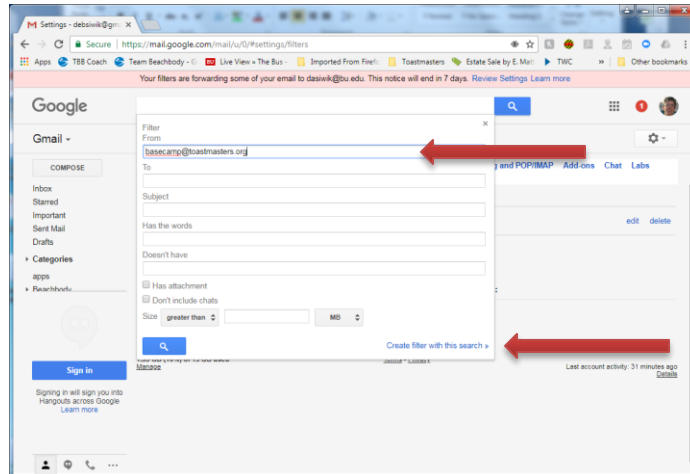 Settings - debsiwik@gm
Secure | https://mail.google.com/mail/u/0/#settings/filters
Apps TBB Coach Team Beachbody - G Live View » The Bus - Imported From Firefo Toastmasters Estate Sale by E. Matt TWC » Other bookmarks
Your filters are forwarding some of your email to dasiwik@bu.edu. This notice will end in 7 days. Review Settings Learn more
Google
1
Gmail
Filter
From
COMPOSE
basecamp@toastmasters.org
g and POP/IMAP Add-ons Chat Labs
To
Inbox
Starred
Subject
Important
Sent Mail
Has the words
edit delete
Drafts
Doesn't have
Categories
apps
Has attachment
Beachbody
Don't include chats
Size greater than MB
Create filter with this search »
Manage
Sign in
Last account activity: 31 minutes ago
Details
Signing in will sign you into
Hangouts across Google
Learn more